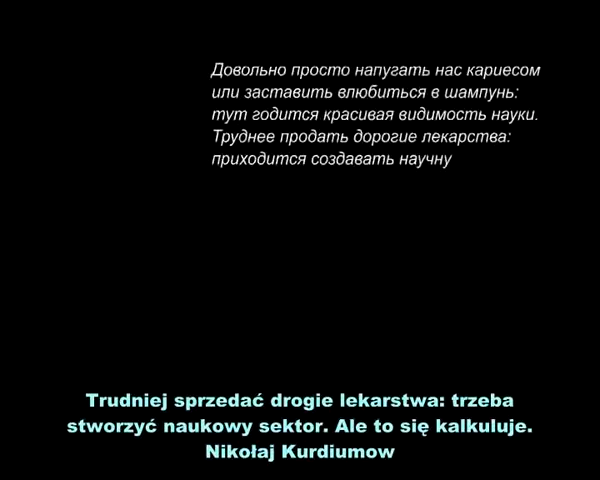 Довольно просто напугать нас кариесом
или заставить влюбиться в шампунь:
тут годится красивая видимость науки.
Труднее продать дорогие лекарства:
приходится создавать научну
Trudniej sprzedać drogie lekarstwa: trzeba
stworzyć naukowy sektor. Ale to się kalkuluje.
Nikołaj Kurdiumow